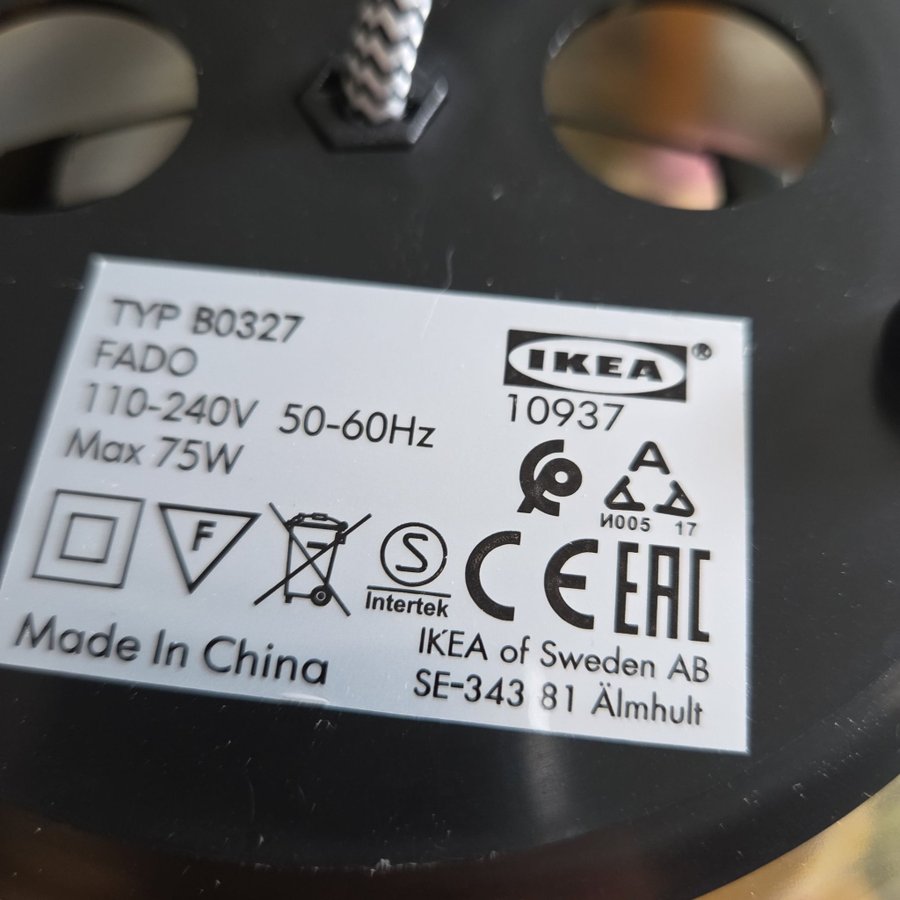 TYP B0327
FADO
110-240V 50-60Hz
Max 75W
IKEA®
10937
A
И005 17
F
S
Intertek
CE
EAC
Made In China
IKEA of Sweden AB
SE-343 81 Älmhult